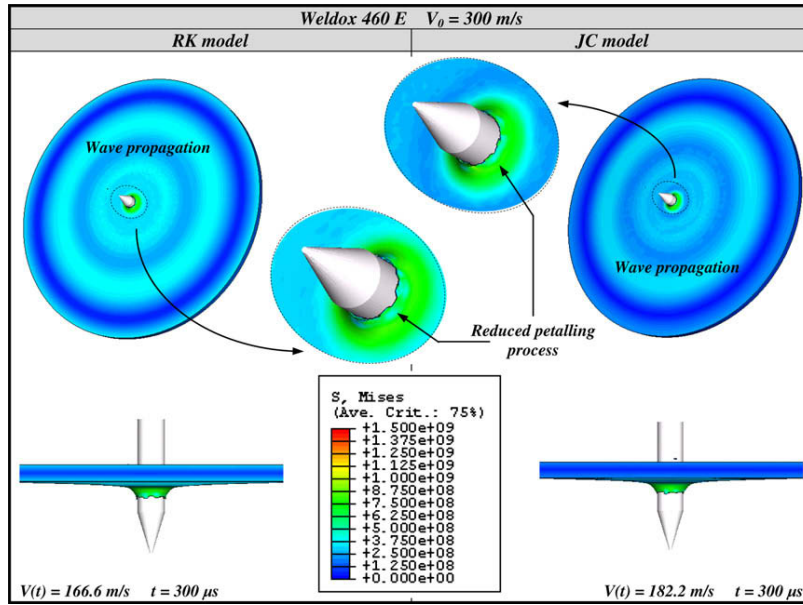 Weldox 460 E V₀ = 300 m/s
RK model
JC model
Wave propagation
Wave propagation
Reduced petalling
process
S, Mises
(Ave. Crit.: 75%)
+1.500e+09
+1.375e+09
+1.250e+09
+1.125e+09
+1.000e+09
+8.750e+08
+7.500e+08
+6.250e+08
+5.000e+08
+3.750e+08
+2.500e+08
+1.250e+08
+0.000e+00
V(t) = 166.6 m/s t = 300 μs
V(t) = 182.2 m/s t = 300 μs